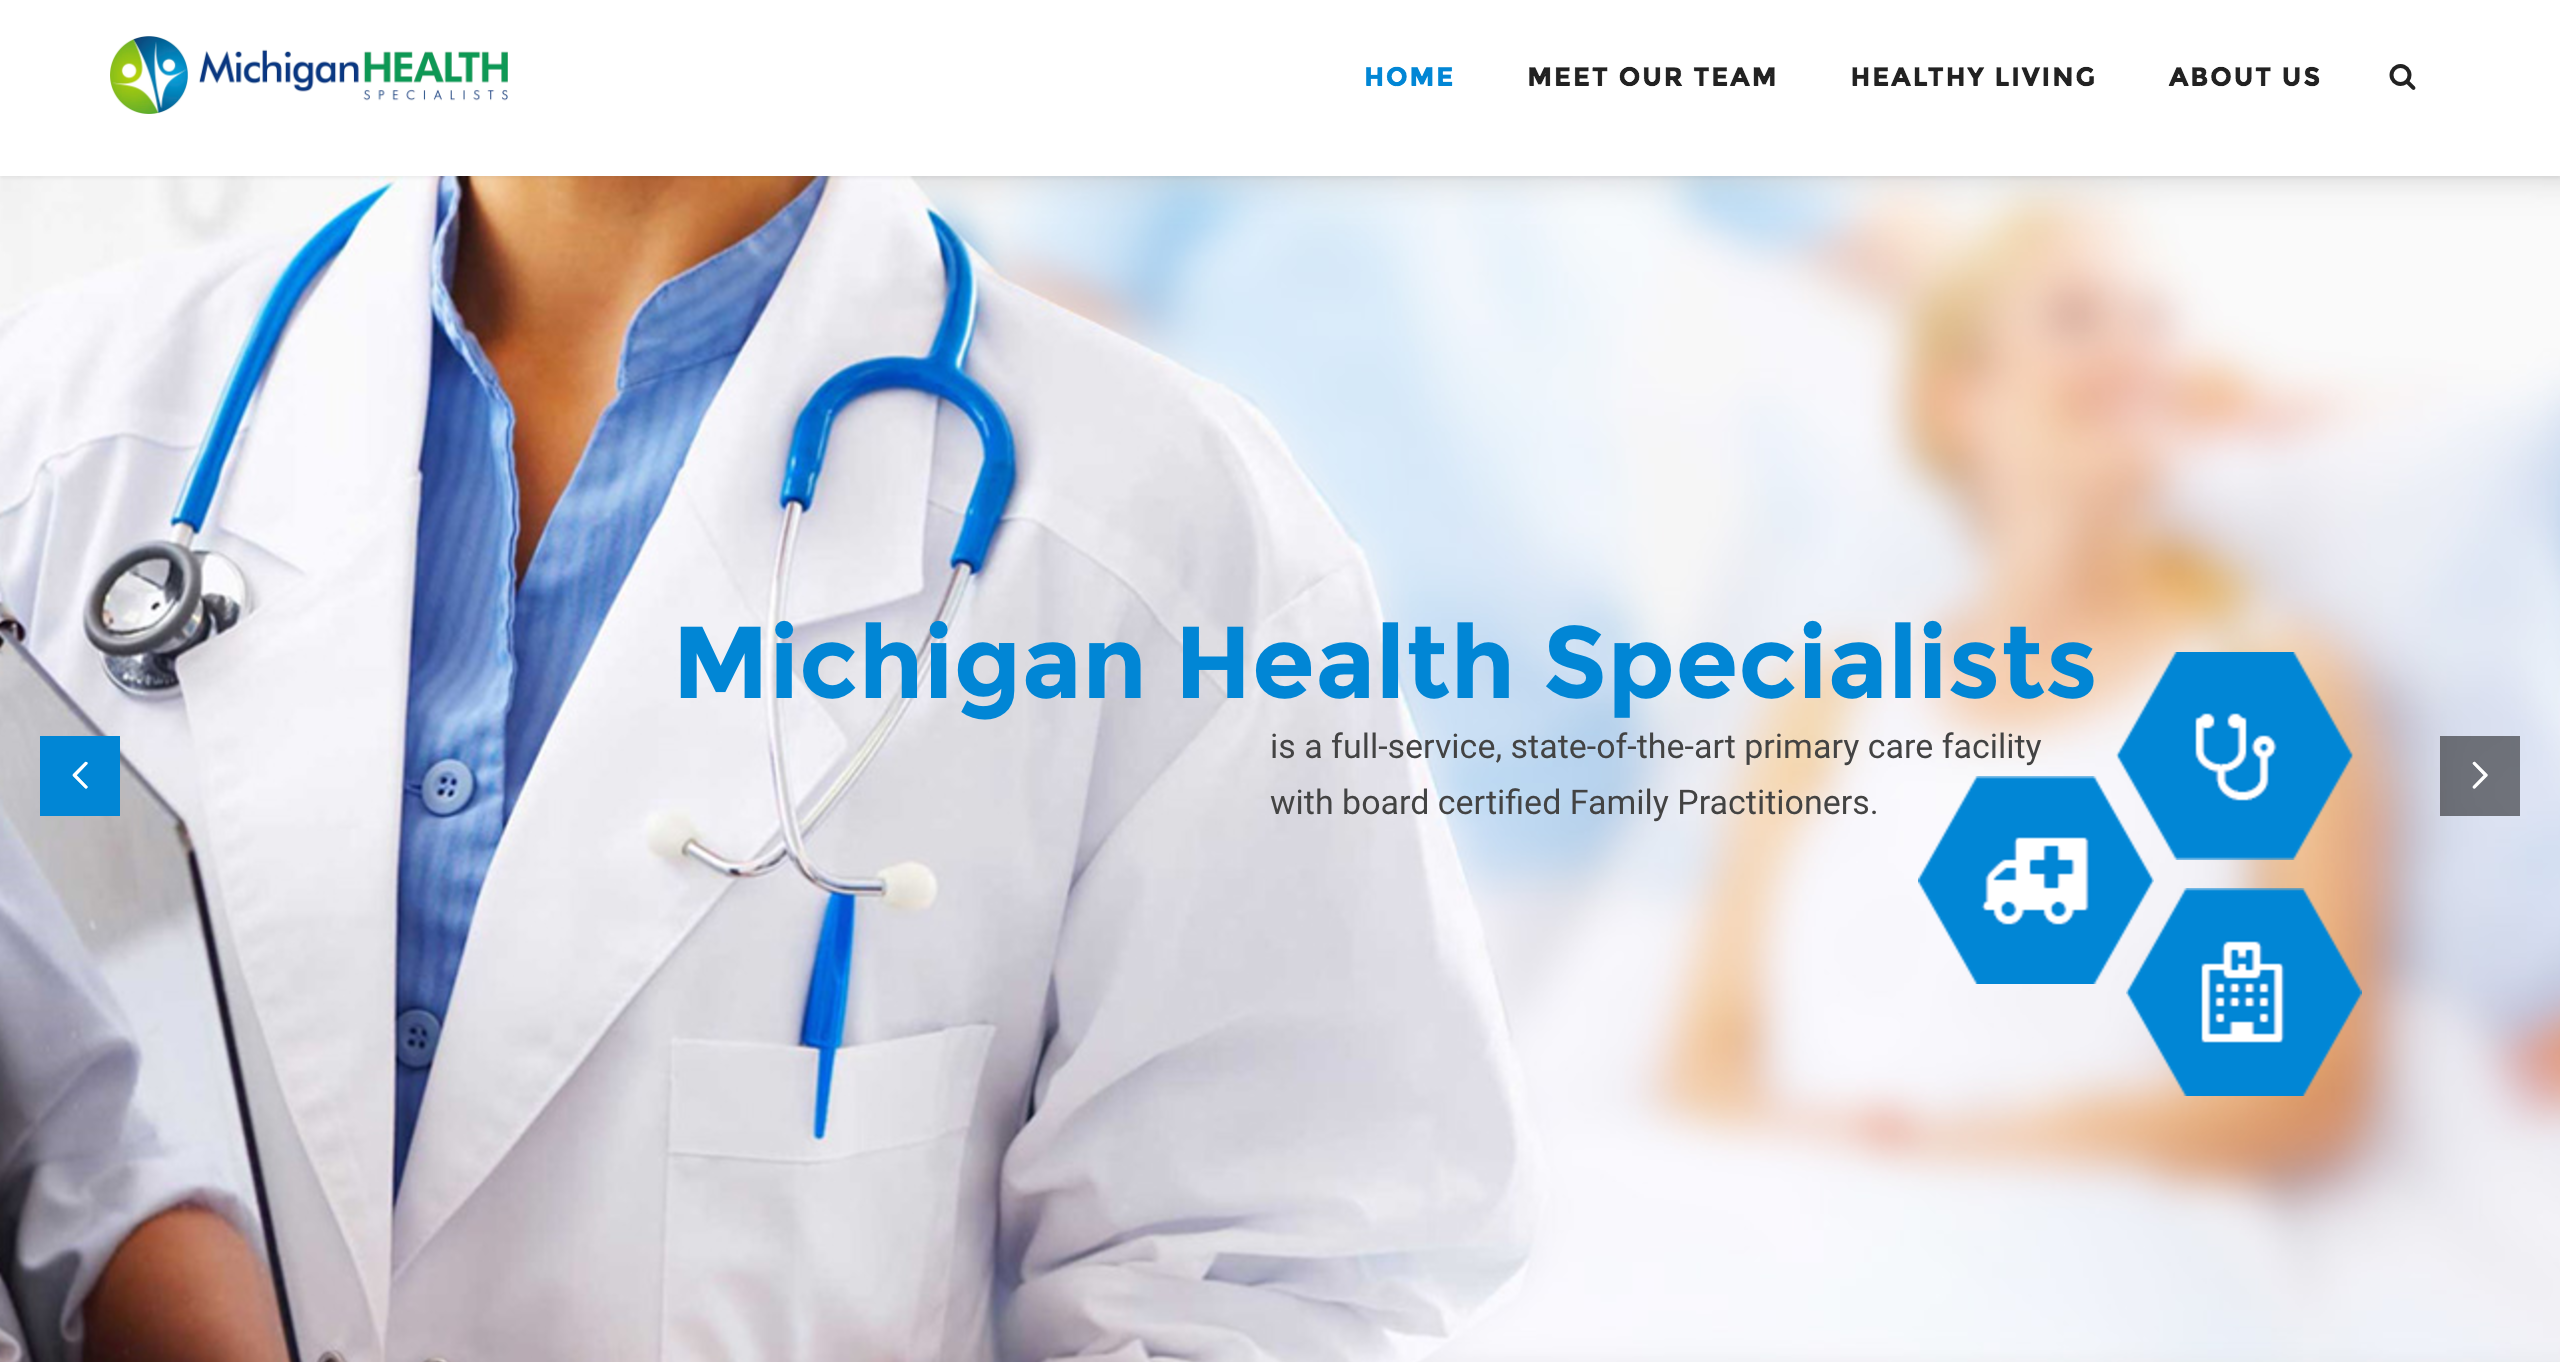 MichiganHEALTH
SPECIALISTS
HOME
MEET OUR TEAM
HEALTHY LIVING
ABOUT US
Michigan Health Specialists
is a full-service, state-of-the-art primary care facility
with board certified Family Practitioners.
H